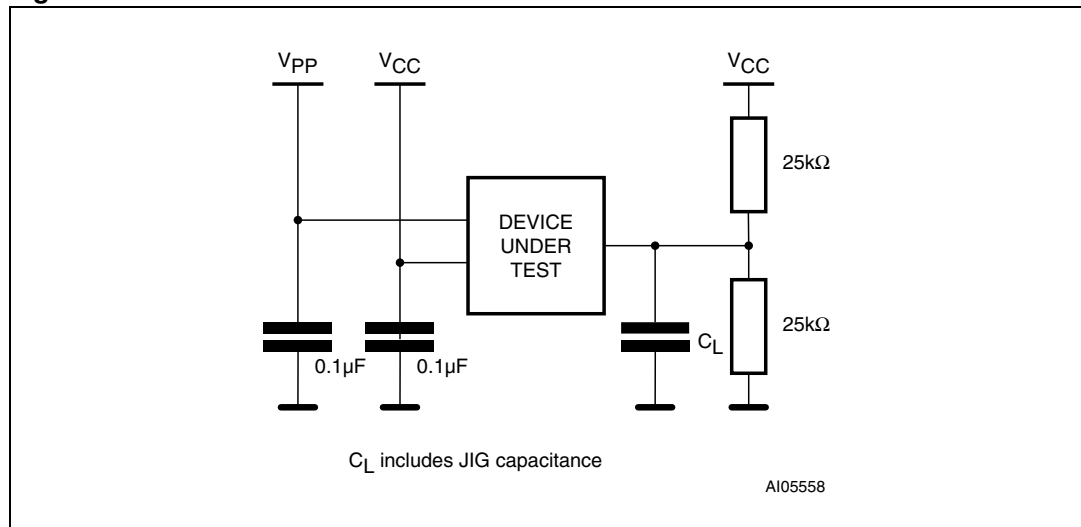 VPP
VCC
VCC
25kΩ
DEVICE
UNDER
TEST
25kΩ
CL
0.1µF
0.1µF
CL includes JIG capacitance
AI05558